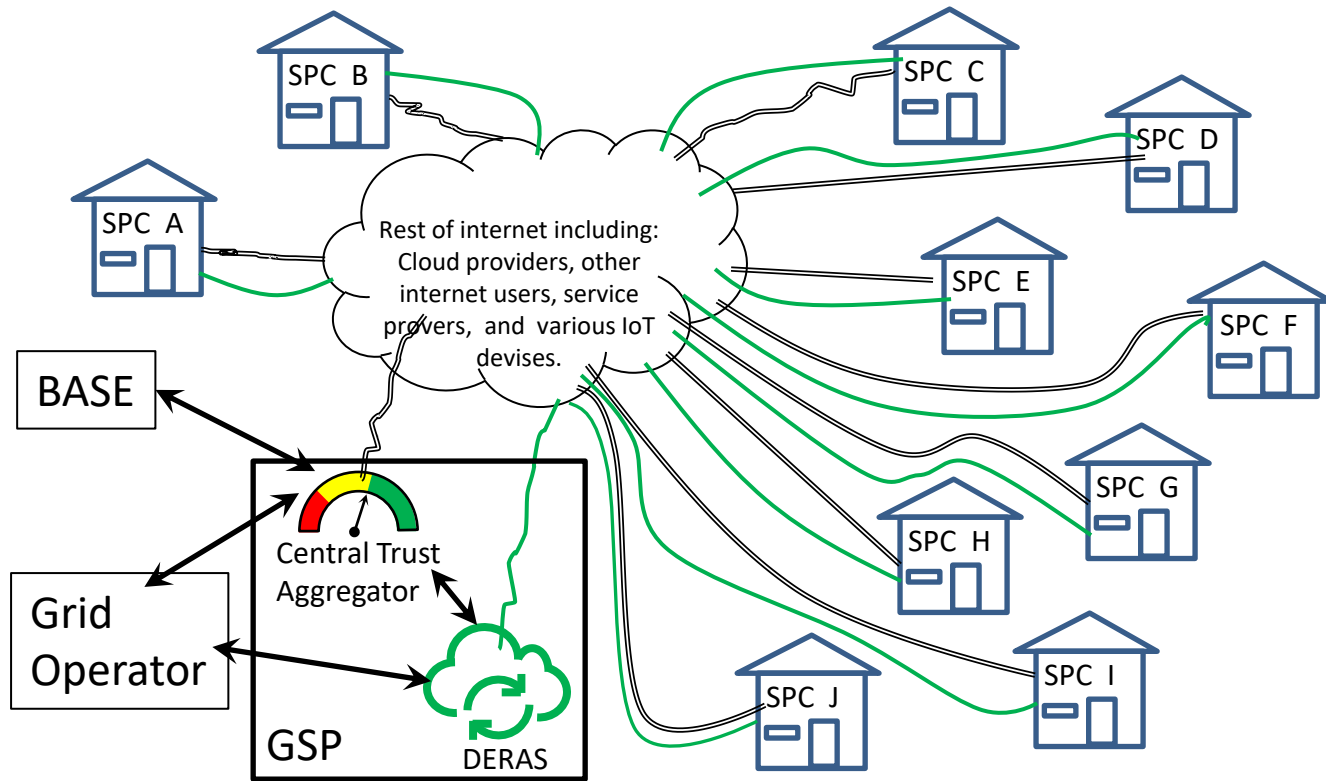 SPC B
SPC C
SPC D
SPC A
Rest of internet including:
Cloud providers, other
internet users, service
provers, and various IoT
devises.
SPC E
SPC F
BASE
SPC G
SPC H
Central Trust
Aggregator
Grid
Operator
SPC I
SPC J
GSP
DERAS